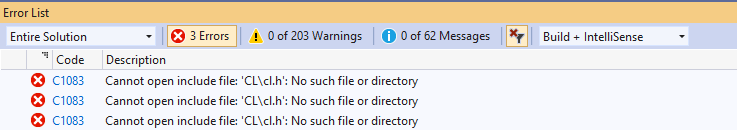 Error List
Entire Solution 3 Errors 0 of 203 Warnings 0 of 62 Messages Build + IntelliSense
Code Description
C1083 Cannot open include file: 'CL\cl.h': No such file or directory
C1083 Cannot open include file: 'CL\cl.h': No such file or directory
C1083 Cannot open include file: 'CL\cl.h': No such file or directory